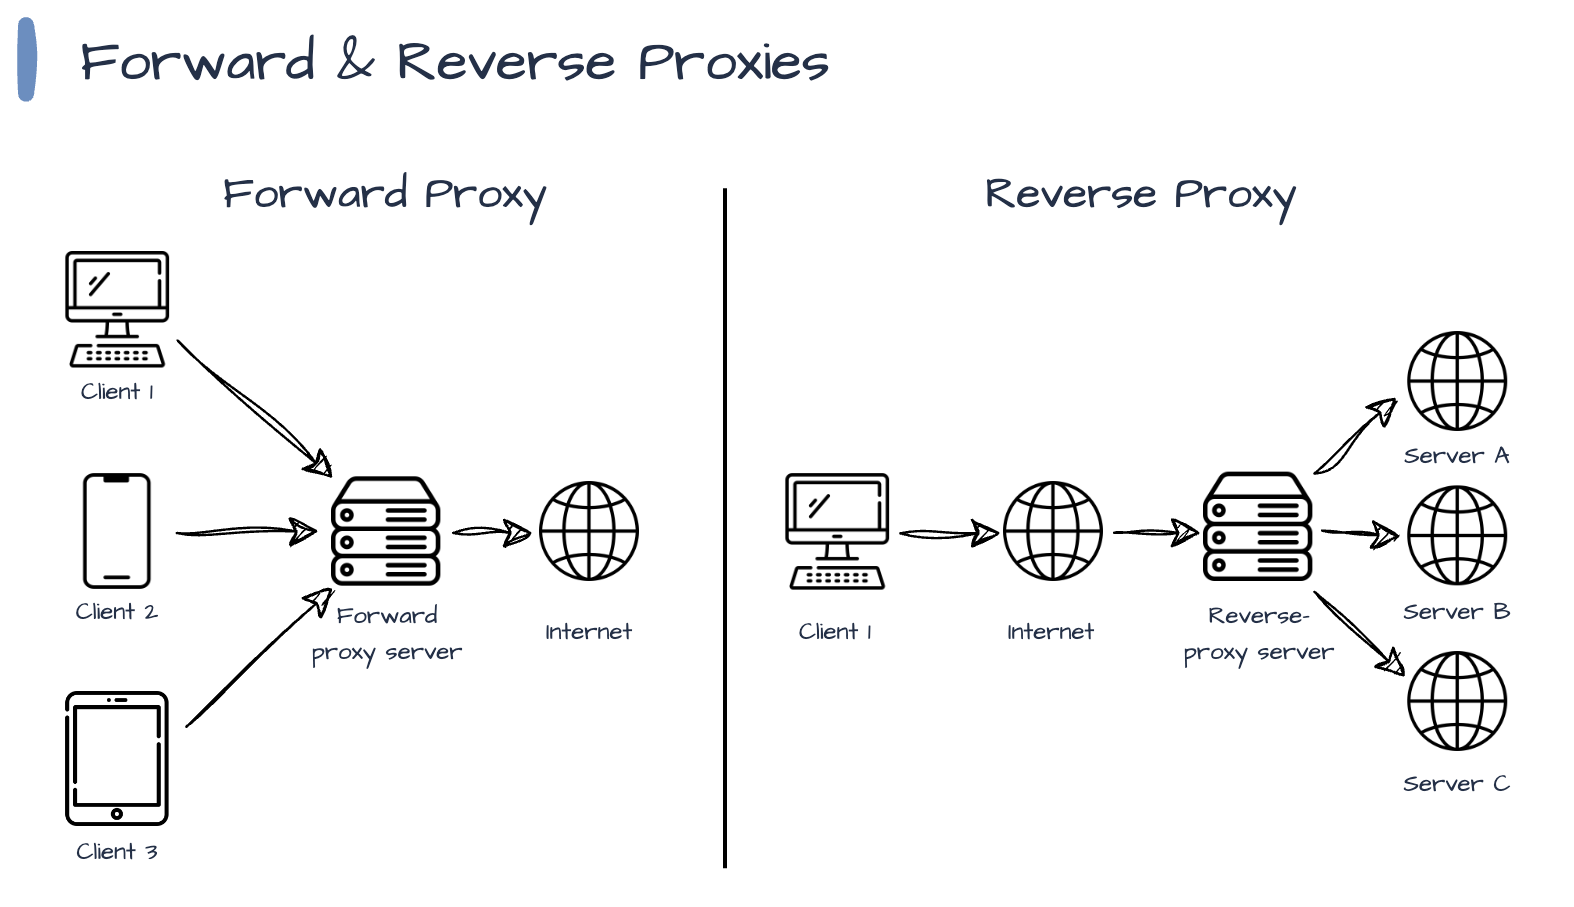 Forward & Reverse Proxies
Forward Proxy
Client 1
Client 2
Client 3
Forward
proxy server
Internet
Reverse Proxy
Client 1
Internet
Reverse-
proxy server
Server A
Server B
Server C